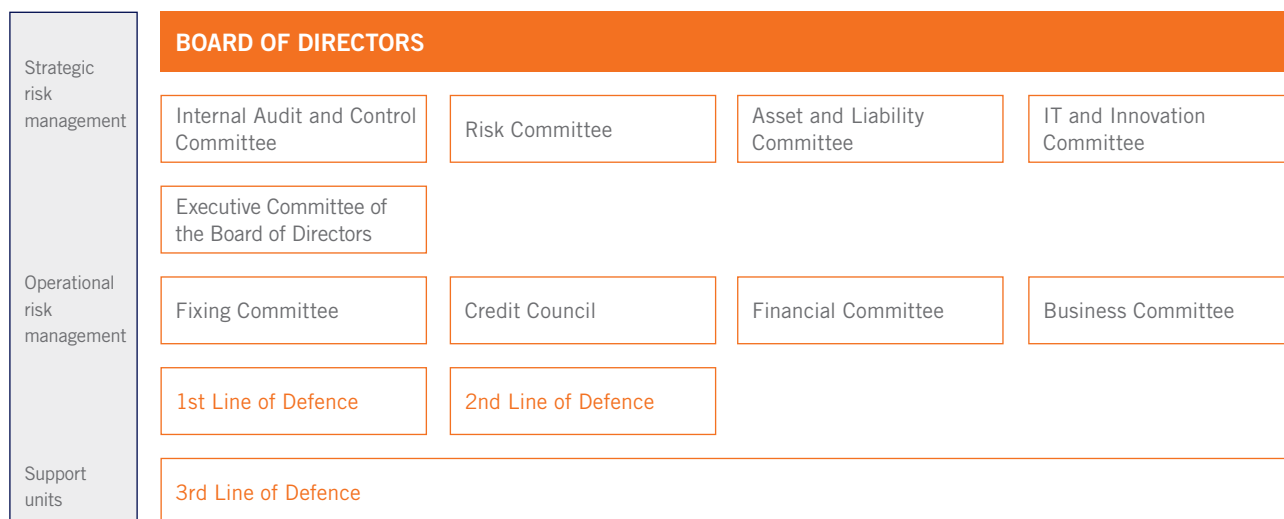 Strategic
risk
management
BOARD OF DIRECTORS
Internal Audit and Control
Committee
Risk Committee
Asset and Liability
Committee
IT and Innovation
Committee
Executive Committee of
the Board of Directors
Operational
risk
management
Fixing Committee
Credit Council
Financial Committee
Business Committee
1st Line of Defence
2nd Line of Defence
Support
units
3rd Line of Defence